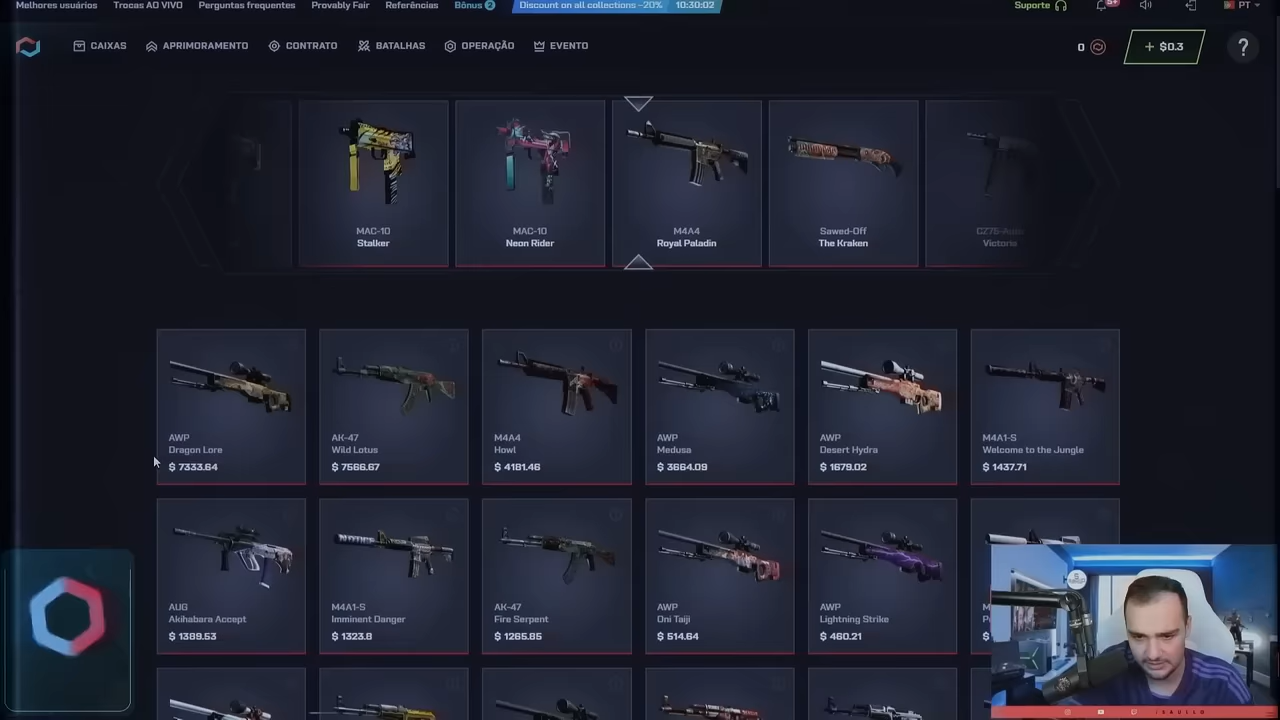 Melhores usuários Trocas AO VIVO Perguntas frequentes Provably Fair Referências Bônus 2 Discount on all collections -20% 10:30:02 Suporte 5+ PT
CAIXAS APRIMORAMENTO CONTRATO BATALHAS OPERAÇÃO EVENTO 0 + $0.3 ?
MAC-10 MAC-10 M4A4 Sawed-Off CZ75-Auto
Stalker Neon Rider Royal Paladin The Kraken Victoria
AWP AK-47 M4A4 AWP AWP M4A1-S
Dragon Lore Wild Lotus Howl Medusa Desert Hydra Welcome to the Jungle
$ 7333.64 $ 7566.67 $ 4181.46 $ 3664.09 $ 1679.02 $ 1437.71
AUG M4A1-S AK-47 AWP AWP
Akihabara Accept Imminent Danger Fire Serpent Oni Taiji Lightning Strike
$ 1389.53 $ 1323.8 $ 1265.85 $ 514.64 $ 460.21 $